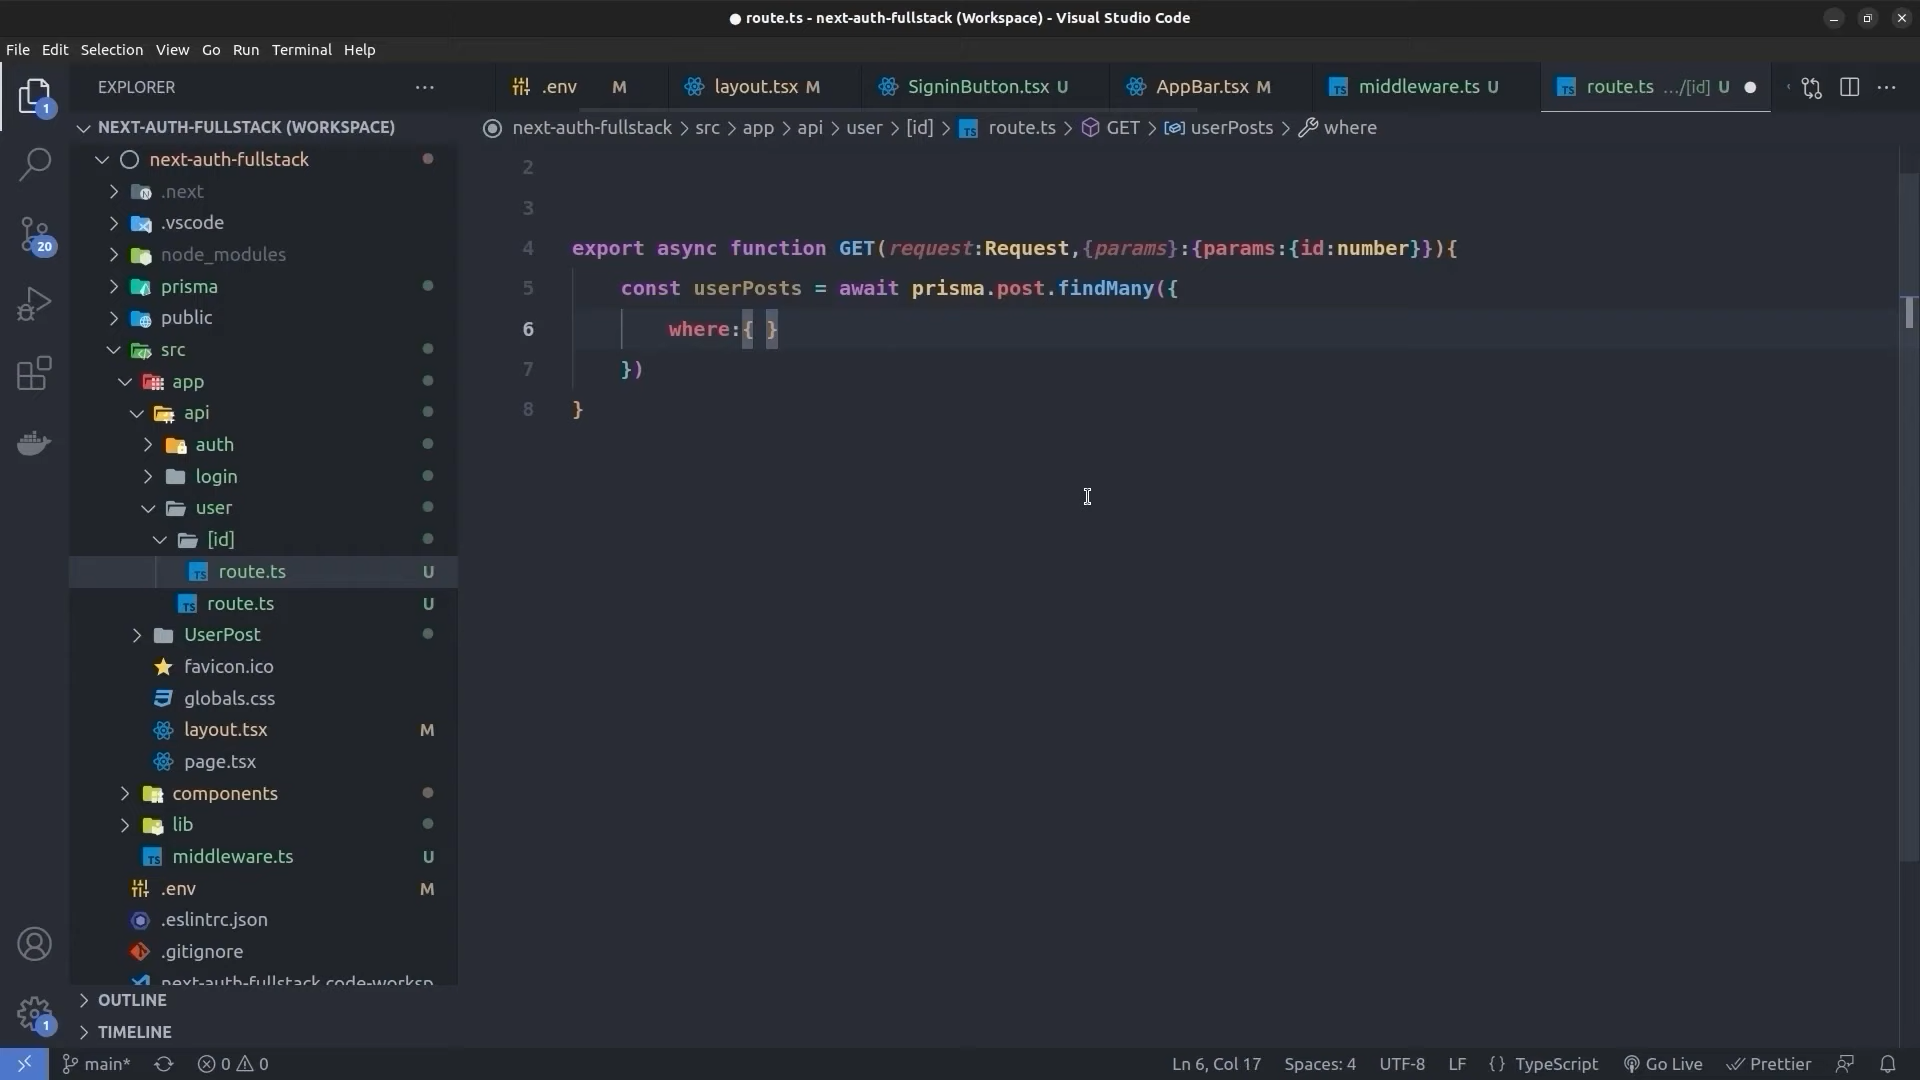 route.ts - next-auth-fullstack (Workspace) - Visual Studio Code
File Edit Selection View Go Run Terminal Help
EXPLORER
.env M layout.tsx M SigninButton.tsx U AppBar.tsx M middleware.ts U route.ts .../[id] U
NEXT-AUTH-FULLSTACK (WORKSPACE)
next-auth-fullstack > src > app > api > user > [id] > route.ts > GET > userPosts > where
next-auth-fullstack
.next
.vscode
node_modules
prisma
public
src
app
api
auth
login
user
[id]
route.ts U
route.ts U
UserPost
favicon.ico
globals.css
layout.tsx M
page.tsx
components
lib
middleware.ts U
.env M
.eslintrc.json
.gitignore
next-auth-fullstack.code-worksp
OUTLINE
TIMELINE
1
20
1
2
3
4 export async function GET(request:Request,{params}:{params:{id:number}}){
5 const userPosts = await prisma.post.findMany({
6 where:{ }
7 })
8 }
main* 0 0 Ln 6, Col 17 Spaces: 4 UTF-8 LF {} TypeScript Go Live Prettier